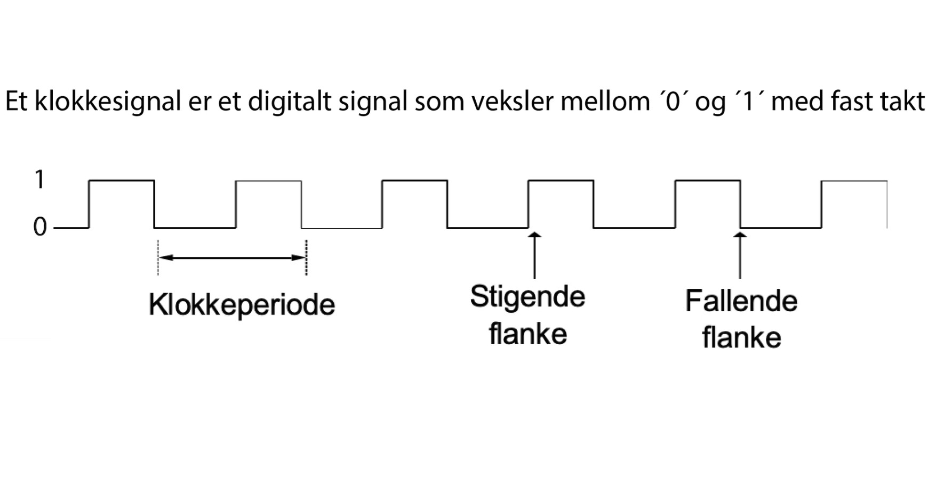 Et klokkesignal er et digitalt signal som veksler mellom ´0´ og ´1´ med fast takt
1
0
Klokkeperiode
Stigende
flanke
Fallende
flanke